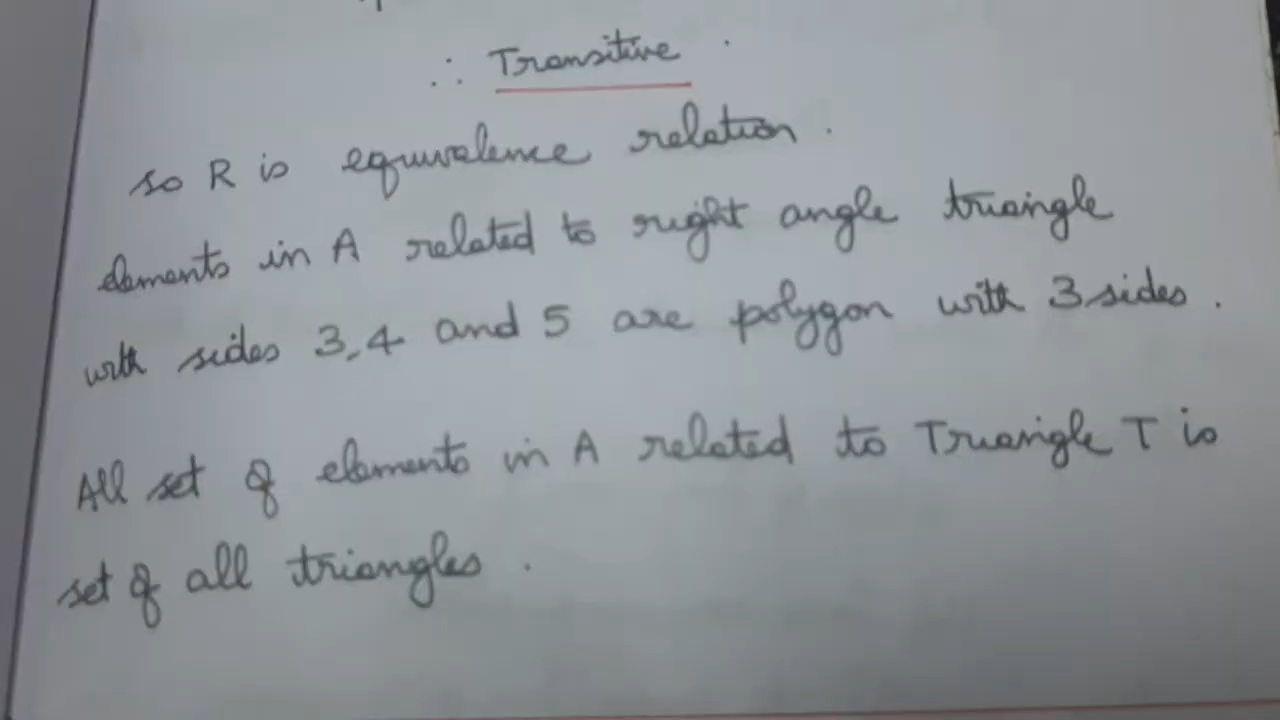 ∴ Transitive.
so R is equivalence relation.
elements in A related to right angle triangle
with sides 3,4 and 5 are polygon with 3 sides.
All set of elements in A related to Triangle T is
set of all triangles.